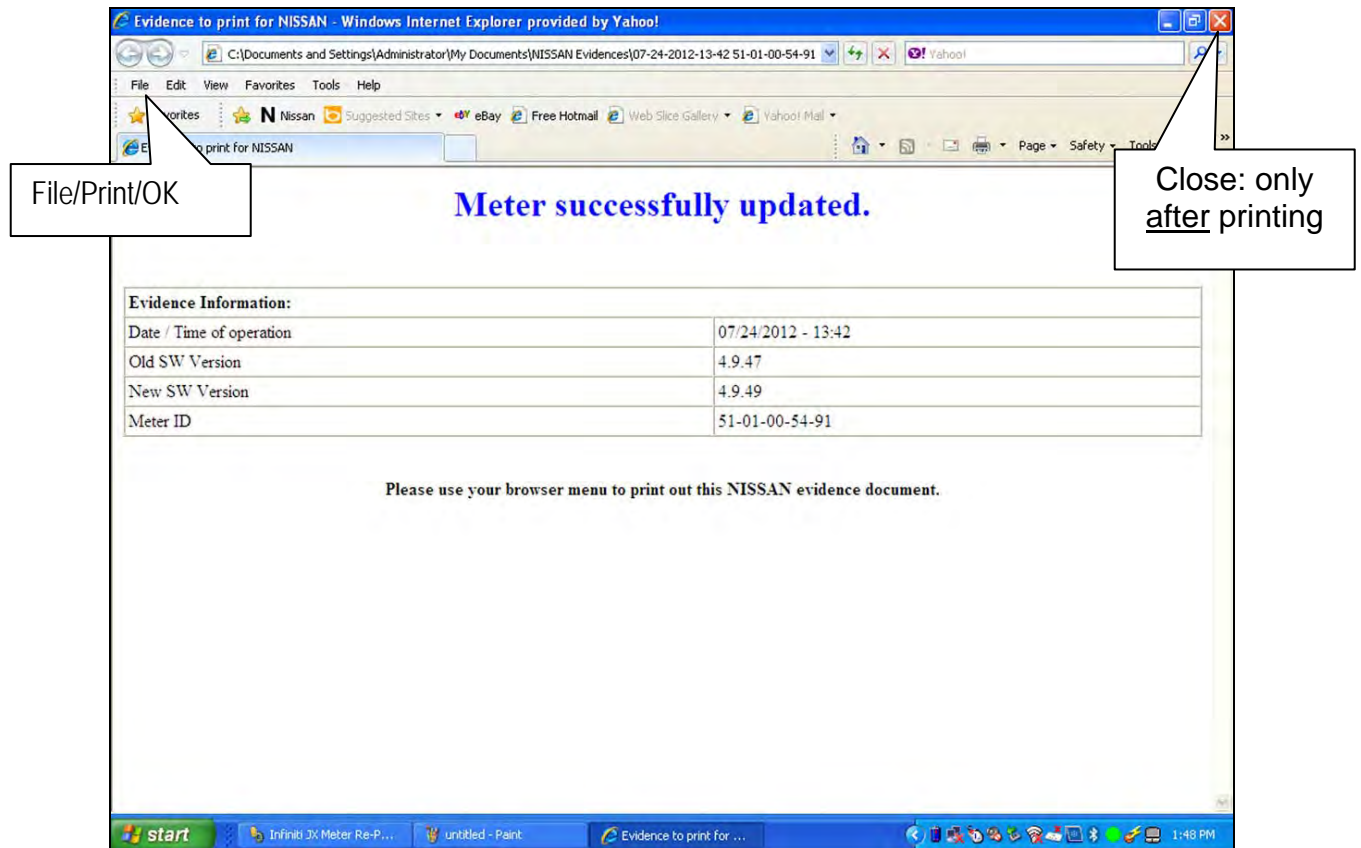 Evidence to print for NISSAN - Windows Internet Explorer provided by Yahoo!
C:\Documents and Settings\Administrator\My Documents\NISSAN Evidences\07-24-2012-13-42 51-01-00-54-91
Yahoo!
File Edit View Favorites Tools Help
Nissan Suggested Sites eBay Free Hotmail Web Slice Gallery Yahoo! Mail
print for NISSAN
Page Safety Tools
»
File/Print/OK
Close: only
after printing
Meter successfully updated.
Evidence Information:
Date / Time of operation 07/24/2012 - 13:42
Old SW Version 4.9.47
New SW Version 4.9.49
Meter ID 51-01-00-54-91
Please use your browser menu to print out this NISSAN evidence document.
start Infiniti JX Meter Re-P... untitled - Paint Evidence to print for ... 1:48 PM